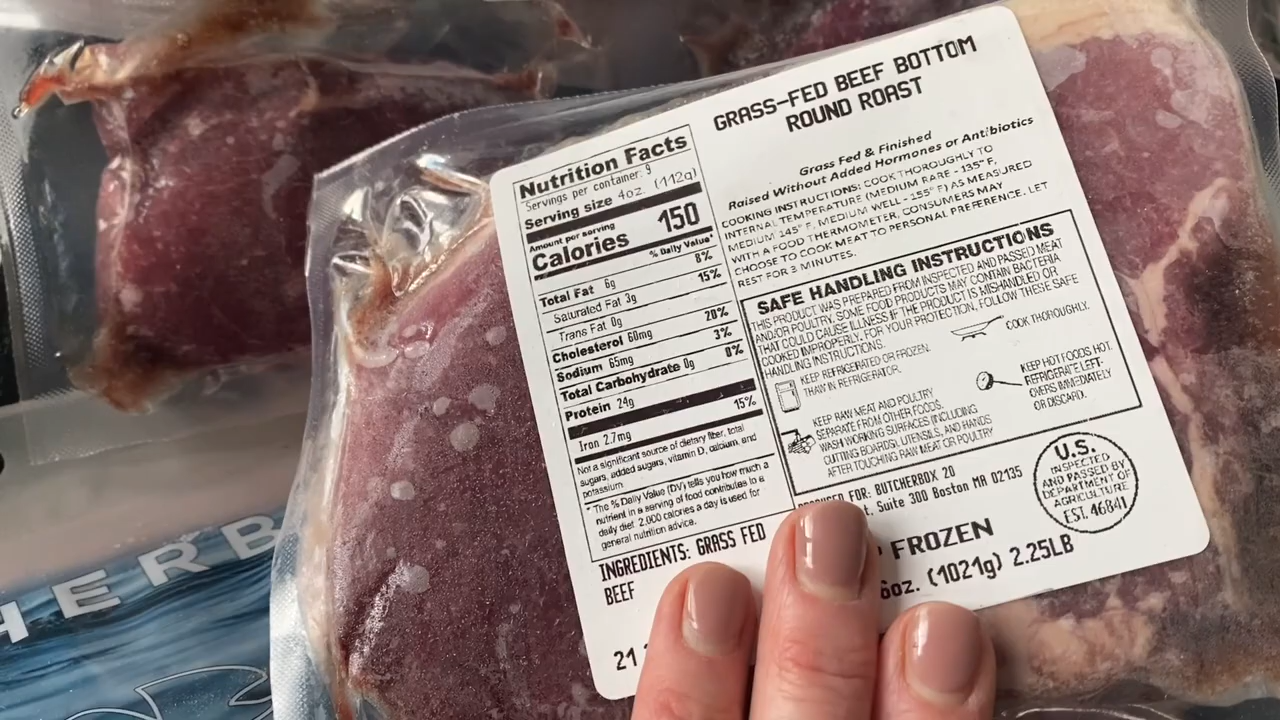 GRASS-FED BEEF BOTTOM
ROUND ROAST
Grass Fed & Finished
Raised Without Added Hormones or Antibiotics
COOKING INSTRUCTIONS: COOK THOROUGHLY TO
INTERNAL TEMPERATURE (MEDIUM RARE - 135° F,
MEDIUM 145° F, MEDIUM WELL - 155° F) AS MEASURED
WITH A FOOD THERMOMETER, CONSUMERS MAY
CHOOSE TO COOK MEAT TO PERSONAL PREFERENCE. LET
REST FOR 3 MINUTES.
Nutrition Facts
Servings per container: 9
Serving size 4oz. (112g)
Amount per serving
Calories 150
% Daily Value*
Total Fat 6g 8%
Saturated Fat 3g 15%
Trans Fat 0g
Cholesterol 60mg 20%
Sodium 65mg 3%
Total Carbohydrate 0g 0%
Protein 24g
Iron 2.7mg 15%
Not a significant source of dietary fiber, total
sugars, added sugars, vitamin D, calcium, and
potassium.
* The % Daily Value (DV) tells you how much a
nutrient in a serving of food contributes to a
daily diet. 2,000 calories a day is used for
general nutrition advice.
INGREDIENTS: GRASS FED
BEEF
SAFE HANDLING INSTRUCTIONS
THIS PRODUCT WAS PREPARED FROM INSPECTED AND PASSED MEAT
AND/OR POULTRY. SOME FOOD PRODUCTS MAY CONTAIN BACTERIA
THAT COULD CAUSE ILLNESS IF THE PRODUCT IS MISHANDLED OR
COOKED IMPROPERLY. FOR YOUR PROTECTION, FOLLOW THESE SAFE
HANDLING INSTRUCTIONS.
KEEP REFRIGERATED OR FROZEN.
THAW IN REFRIGERATOR.
COOK THOROUGHLY.
KEEP RAW MEAT AND POULTRY
SEPARATE FROM OTHER FOODS.
WASH WORKING SURFACES (INCLUDING
CUTTING BOARDS), UTENSILS, AND HANDS
AFTER TOUCHING RAW MEAT OR POULTRY
KEEP HOT FOODS HOT.
REFRIGERATE LEFT-
OVERS IMMEDIATELY
OR DISCARD.
FOR: BUTCHERBOX 20
Suite 300 Boston MA 02135
U.S.
INSPECTED
AND PASSED BY
DEPARTMENT OF
AGRICULTURE
EST. 46841
FROZEN
6oz. (1021g) 2.25LB
21
HERB